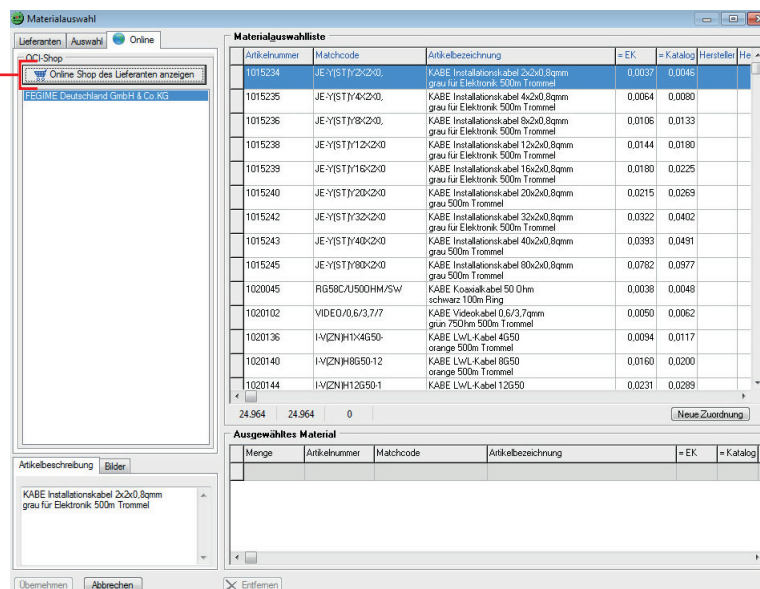 Materialauswahl
Lieferanten Auswahl Online
OCI-Shop
Online Shop des Lieferanten anzeigen
FEGIME Deutschland GmbH & Co.KG
Materialauswahlliste
Artikelnummer Matchcode Artikelbezeichnung = EK = Katalog Hersteller He
1015234 JE-Y(ST)Y2X2X0, KABE Installationskabel 2x2x0,8qmm 0,0037 0,0046
grau für Elektronik 500m Trommel
1015235 JE-Y(ST)Y4X2X0, KABE Installationskabel 4x2x0,8qmm 0,0064 0,0080
grau für Elektronik 500m Trommel
1015236 JE-Y(ST)Y8X2X0, KABE Installationskabel 8x2x0,8qmm 0,0106 0,0133
grau für Elektronik 500m Trommel
1015238 JE-Y(ST)Y12X2X0 KABE Installationskabel 12x2x0,8qmm 0,0144 0,0180
grau für Elektronik 500m Trommel
1015239 JE-Y(ST)Y16X2X0 KABE Installationskabel 16x2x0,8qmm 0,0180 0,0225
grau für Elektronik 500m Trommel
1015240 JE-Y(ST)Y20X2X0 KABE Installationskabel 20x2x0,8qmm 0,0215 0,0269
grau 500m Trommel
1015242 JE-Y(ST)Y32X2X0 KABE Installationskabel 32x2x0,8qmm 0,0322 0,0402
grau für Elektronik 500m Trommel
1015243 JE-Y(ST)Y40X2X0 KABE Installationskabel 40x2x0,8qmm 0,0393 0,0491
grau 500m Trommel
1015245 JE-Y(ST)Y80X2X0 KABE Installationskabel 80x2x0,8qmm 0,0782 0,0977
grau 500m Trommel
1020045 RG58C/U50OHM/SW KABE Koaxialkabel 50 Ohm 0,0038 0,0048
schwarz 100m Ring
1020102 VIDEO/0,6/3,7/7 KABE Videokabel 0,6/3,7qmm 0,0050 0,0062
grün 75Ohm 500m Trommel
1020136 I-V(ZN)H1X4G50- KABE LWL-Kabel 4G50 0,0094 0,0117
orange 500m Trommel
1020140 I-V(ZN)H8G50-12 KABE LWL-Kabel 8G50 0,0160 0,0200
orange 500m Trommel
1020144 I-V(ZN)H12G50-1 KABE LWL-Kabel 12G50 0,0231 0,0289
24.964 24.964 0 Neue Zuordnung
Ausgewähltes Material
Menge Artikelnummer Matchcode Artikelbezeichnung = EK = Katalog
Artikelbeschreibung Bilder
KABE Installationskabel 2x2x0,8qmm
grau für Elektronik 500m Trommel
Übernehmen Abbrechen Entfernen